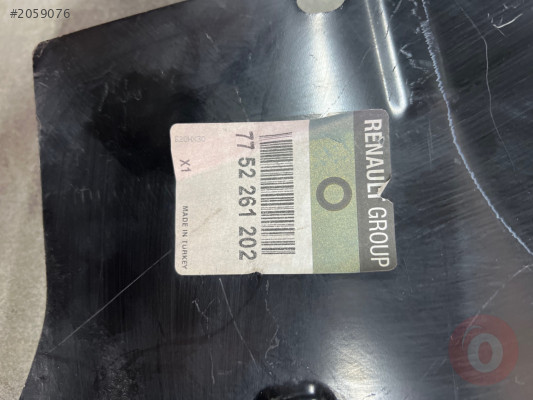 #2059076
RENAULT GROUP
77 52 261 202
X1
MADE IN TURKEY